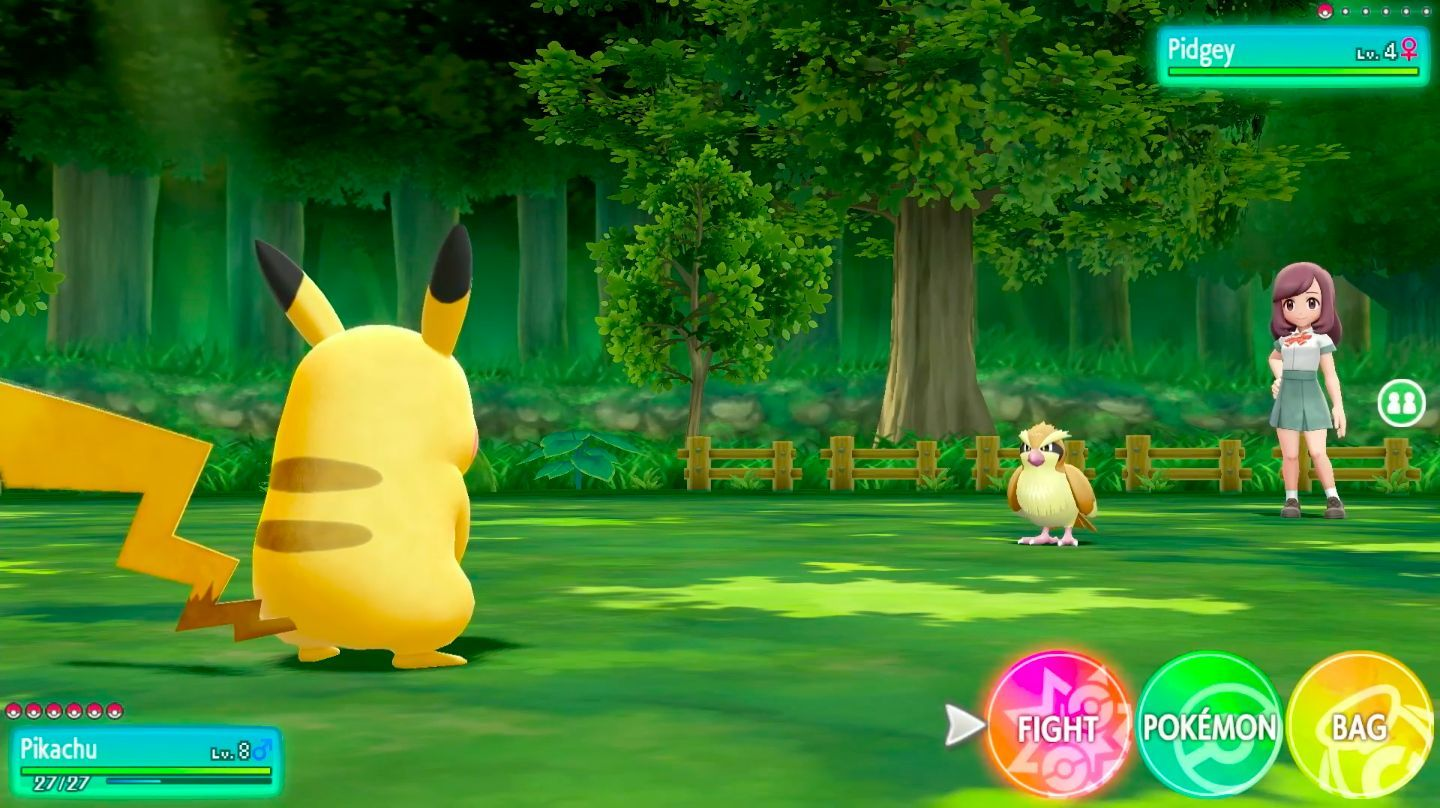 Pidgey Lv. 4♀
Pikachu Lv. 8♂
27/27
FIGHT
POKÉMON
BAG